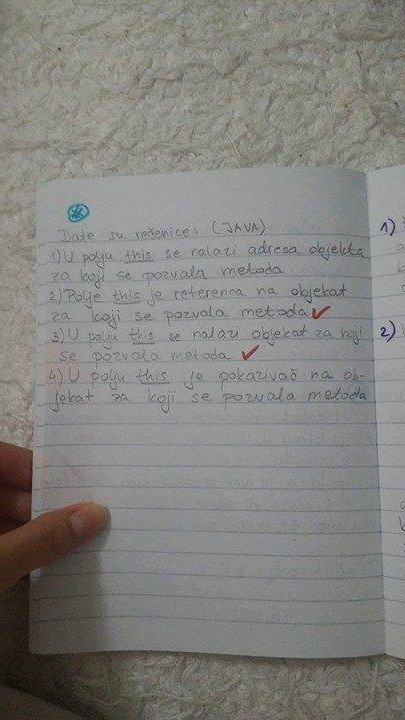 Date su rečenice: (JAVA)
1) U polju this se nalazi adresa objekta
za koji se pozvala metoda
2) Polje this je referenca na objekat
za koji se pozvala metoda ✓
3) U polju this se nalazi objekat za koji
se pozvala metoda ✓
4) U polju this je pokazivač na ob-
jekat za koji se pozvala metoda
1)
2)